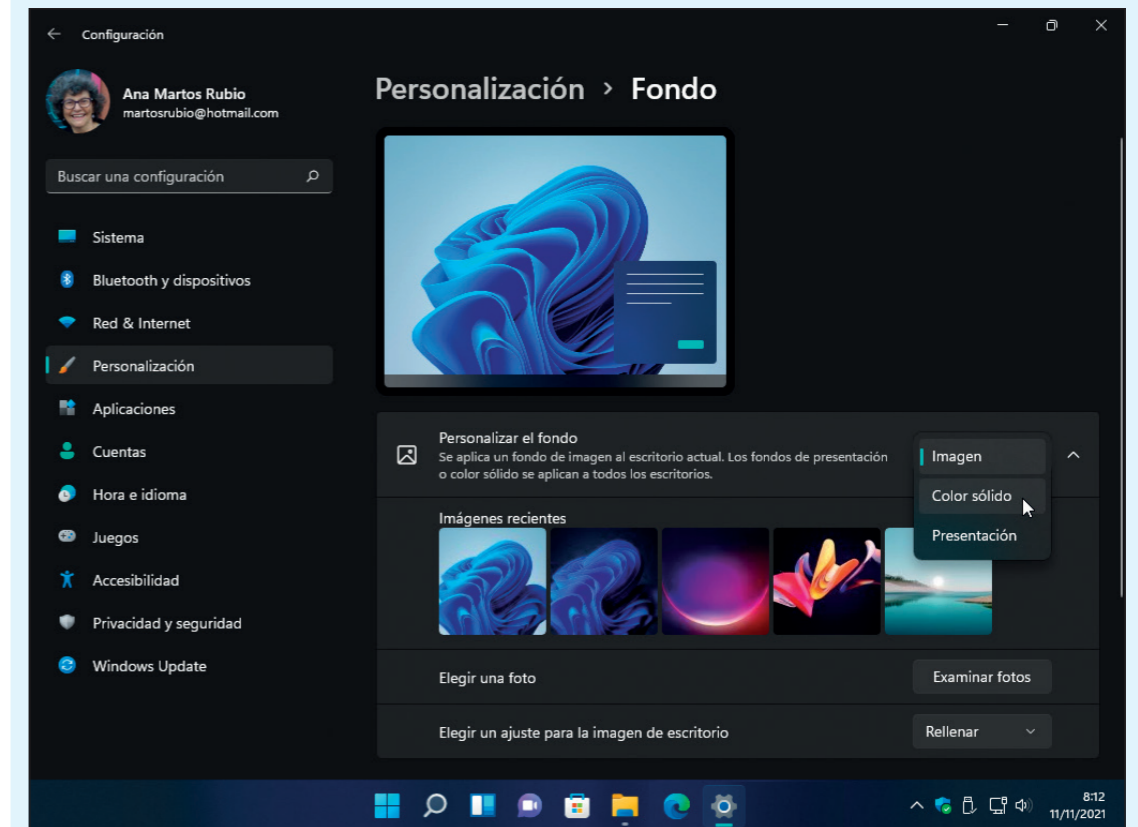 Configuración
Ana Martos Rubio
martosrubio@hotmail.com
Buscar una configuración
Sistema
Bluetooth y dispositivos
Red & Internet
Personalización
Aplicaciones
Cuentas
Hora e idioma
Juegos
Accesibilidad
Privacidad y seguridad
Windows Update
Personalización > Fondo
Personalizar el fondo
Se aplica un fondo de imagen al escritorio actual. Los fondos de presentación
o color sólido se aplican a todos los escritorios.
Imagen
Color sólido
Presentación
Imágenes recientes
Elegir una foto
Examinar fotos
Elegir un ajuste para la imagen de escritorio
Rellenar
8:12
11/11/2021